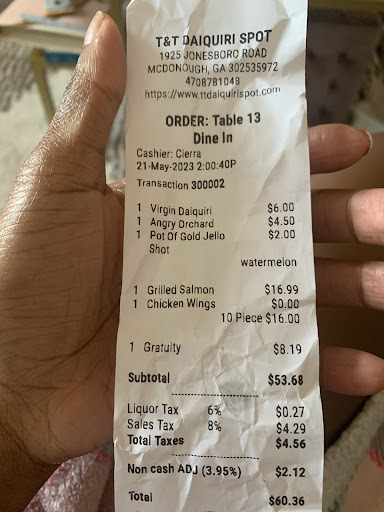 T&T DAIQUIRI SPOT
1925 JONESBORO ROAD
MCDONOUGH, GA 302535972
4708781048
https://www.ttdaiquirispot.com
ORDER: Table 13
Dine In
Cashier: Cierra
21-May-2023 2:00:40P
Transaction 300002
1 Virgin Daiquiri $6.00
1 Angry Orchard $4.50
1 Pot Of Gold Jello $2.00
Shot
watermelon
1 Grilled Salmon $16.99
1 Chicken Wings $0.00
10 Piece $16.00
1 Gratuity $8.19
Subtotal $53.68
Liquor Tax 6% $0.27
Sales Tax 8% $4.29
Total Taxes $4.56
Non cash ADJ (3.95%) $2.12
Total $60.36